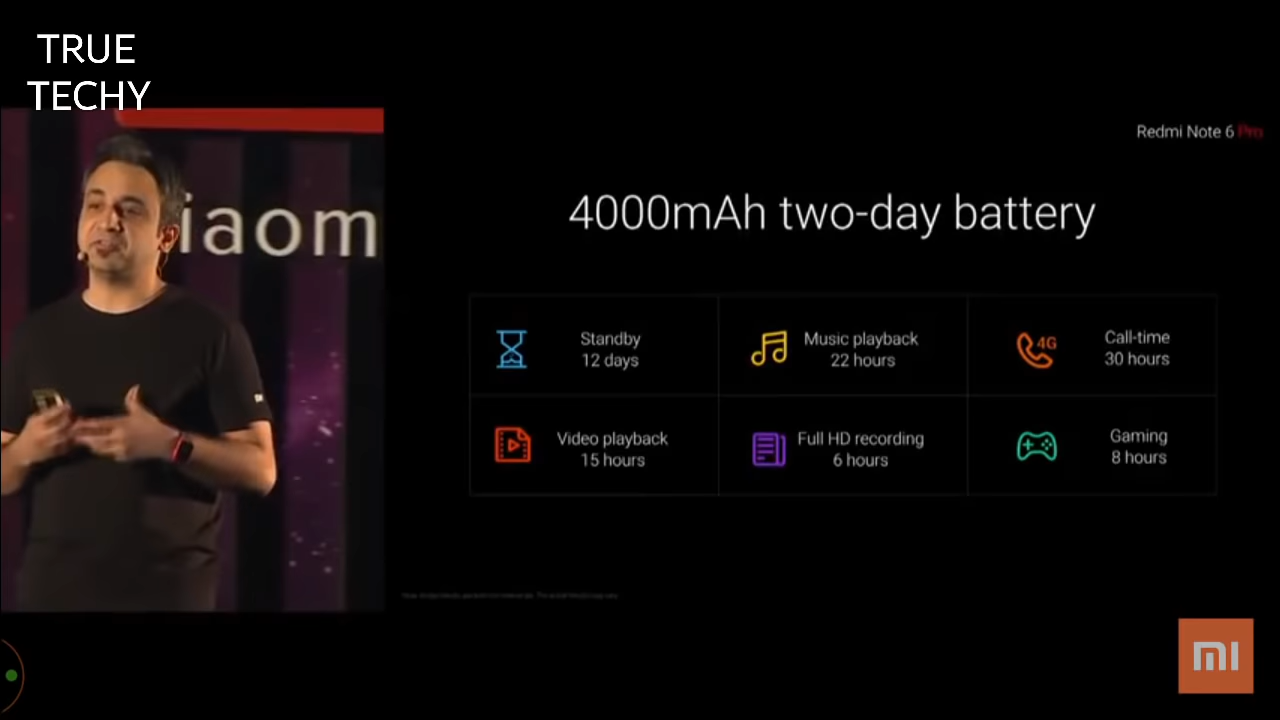 TRUE
TECHY
iaom
Redmi Note 6 Pro
4000mAh two-day battery
Standby
12 days
Music playback
22 hours
4G
Call-time
30 hours
Video playback
15 hours
Full HD recording
6 hours
Gaming
8 hours
mi